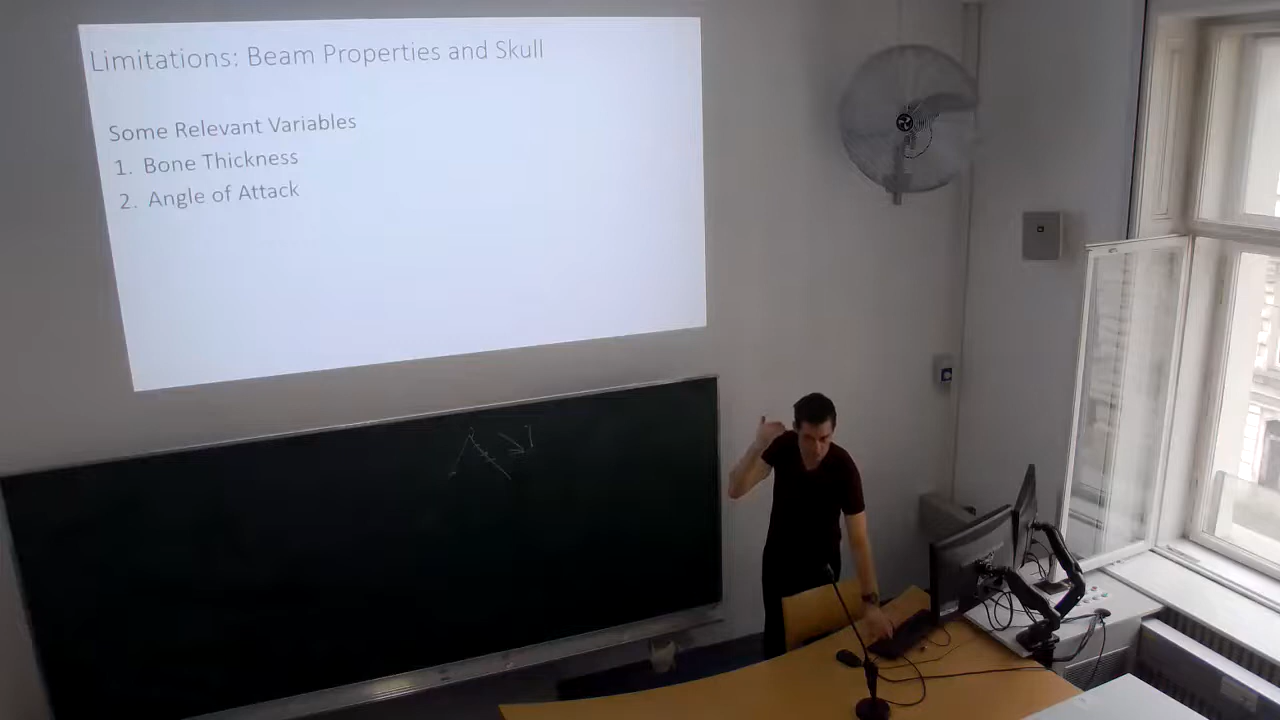 Limitations: Beam Properties and Skull
Some Relevant Variables
1. Bone Thickness
2. Angle of Attack